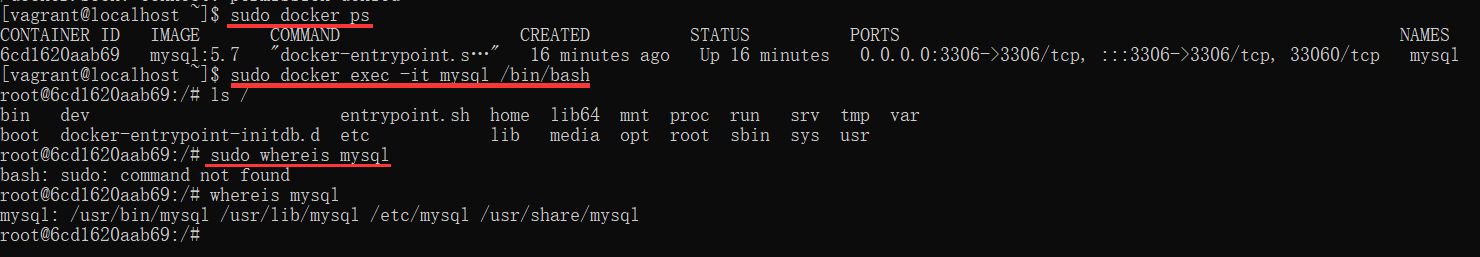 [vagrant@localhost ~]$ sudo docker ps
CONTAINER ID IMAGE COMMAND CREATED STATUS PORTS NAMES
6cd1620aab69 mysql:5.7 "docker-entrypoint.s…" 16 minutes ago Up 16 minutes 0.0.0.0:3306->3306/tcp, :::3306->3306/tcp, 33060/tcp mysql
[vagrant@localhost ~]$ sudo docker exec -it mysql /bin/bash
root@6cd1620aab69:/# ls /
bin dev entrypoint.sh home lib64 mnt proc run srv tmp var
boot docker-entrypoint-initdb.d etc lib media opt root sbin sys usr
root@6cd1620aab69:/# sudo whereis mysql
bash: sudo: command not found
root@6cd1620aab69:/# whereis mysql
mysql: /usr/bin/mysql /usr/lib/mysql /etc/mysql /usr/share/mysql
root@6cd1620aab69:/#